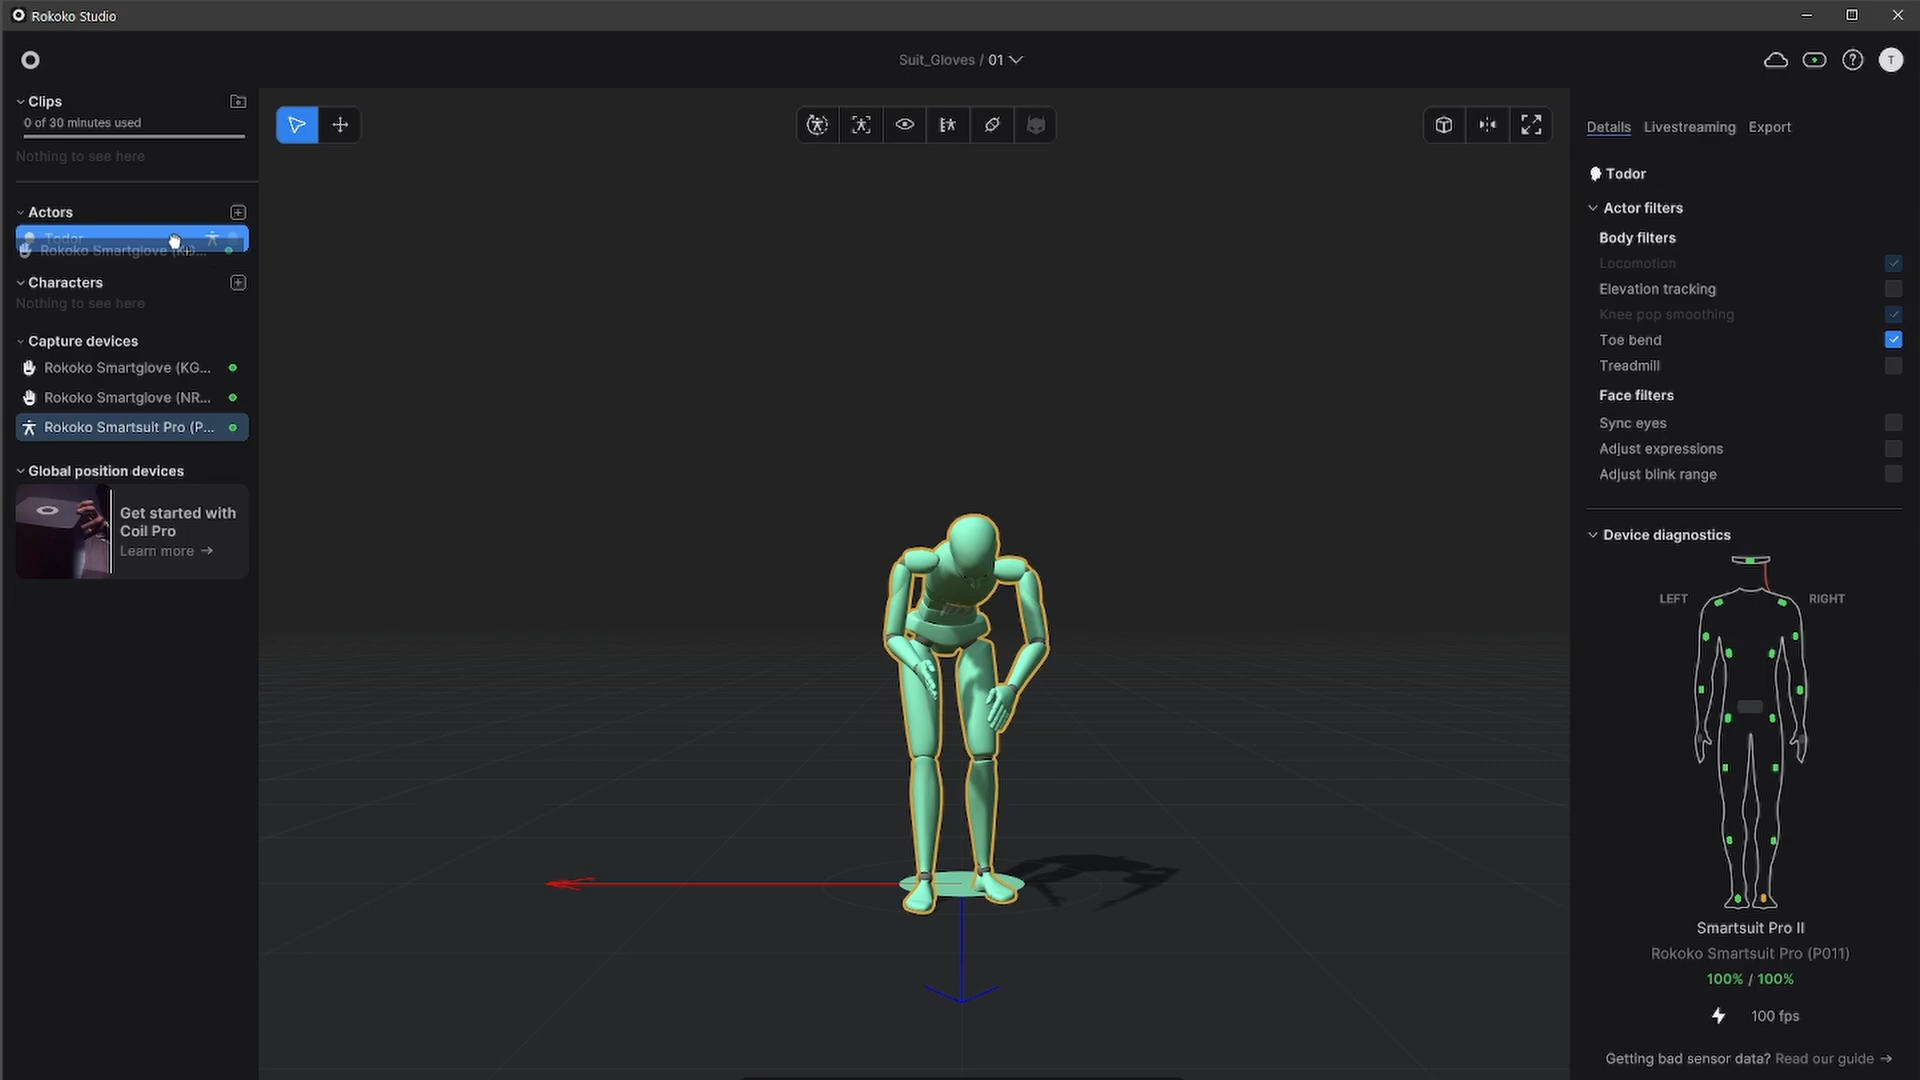 Rokoko Studio
Suit_Gloves / 01
T
Clips
0 of 30 minutes used
Nothing to see here
Actors
Todor
Rokoko Smartglove (KG...
Characters
Nothing to see here
Capture devices
Rokoko Smartglove (KG...
Rokoko Smartglove (NR...
Rokoko Smartsuit Pro (P...
Global position devices
Get started with
Coil Pro
Learn more →
Details Livestreaming Export
Todor
Actor filters
Body filters
Locomotion
Elevation tracking
Knee pop smoothing
Toe bend
Treadmill
Face filters
Sync eyes
Adjust expressions
Adjust blink range
Device diagnostics
LEFT RIGHT
Smartsuit Pro II
Rokoko Smartsuit Pro (P011)
100% / 100%
100 fps
Getting bad sensor data? Read our guide →